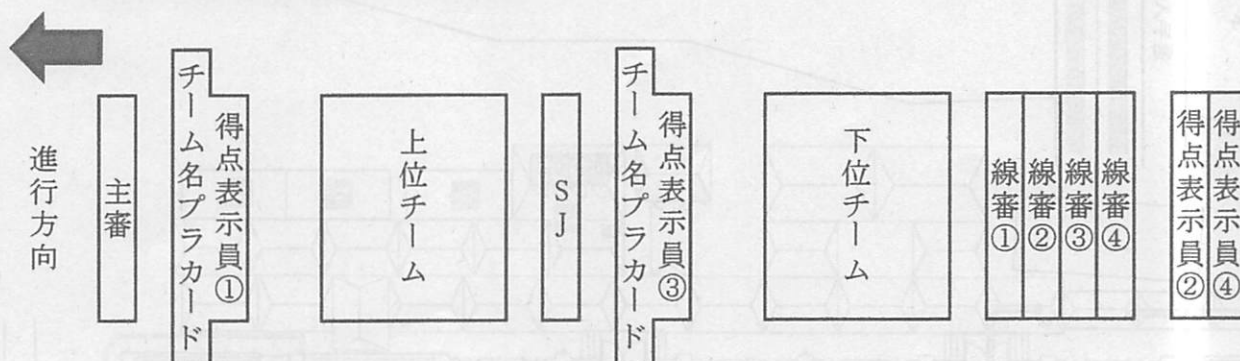 進行方向
主審
チーム名プラカード
得点表示員①
上位チーム
SJ
チーム名プラカード
得点表示員③
下位チーム
線審①
線審②
線審③
線審④
得点表示員②
得点表示員④